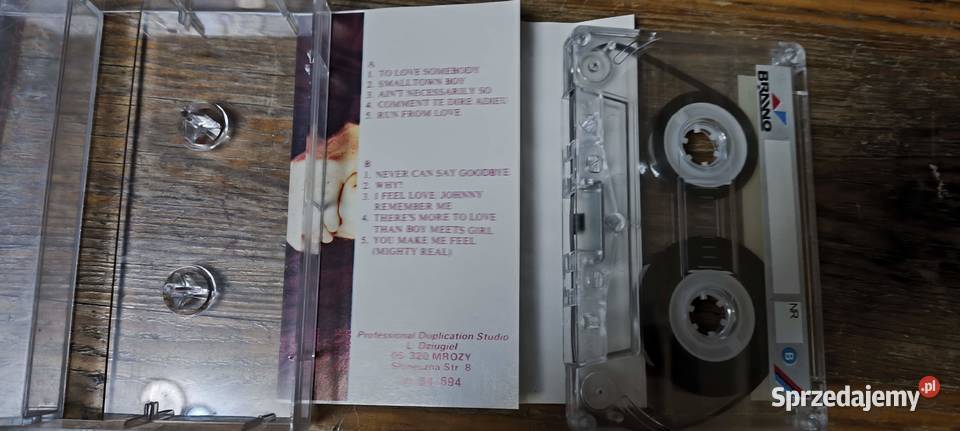 A
1. TO LOVE SOMEBODY
2. SMALLTOWN BOY
3. AIN'T NECESSARILY SO
4. COMMENT TE DIRE ADIEU
5. RUN FROM LOVE
B
1. NEVER CAN SAY GOODBYE
2. WHY?
3. I FEEL LOVE, JOHNNY
REMEMBER ME
4. THERE'S MORE TO LOVE
THAN BOY MEETS GIRL
5. YOU MAKE ME FEEL
(MIGHTY REAL)
Professional Duplication Studio
L. Dziugiel
05 320 MROZY
Str 8
BRAWO
NR
B
Sprzedajemy.pl